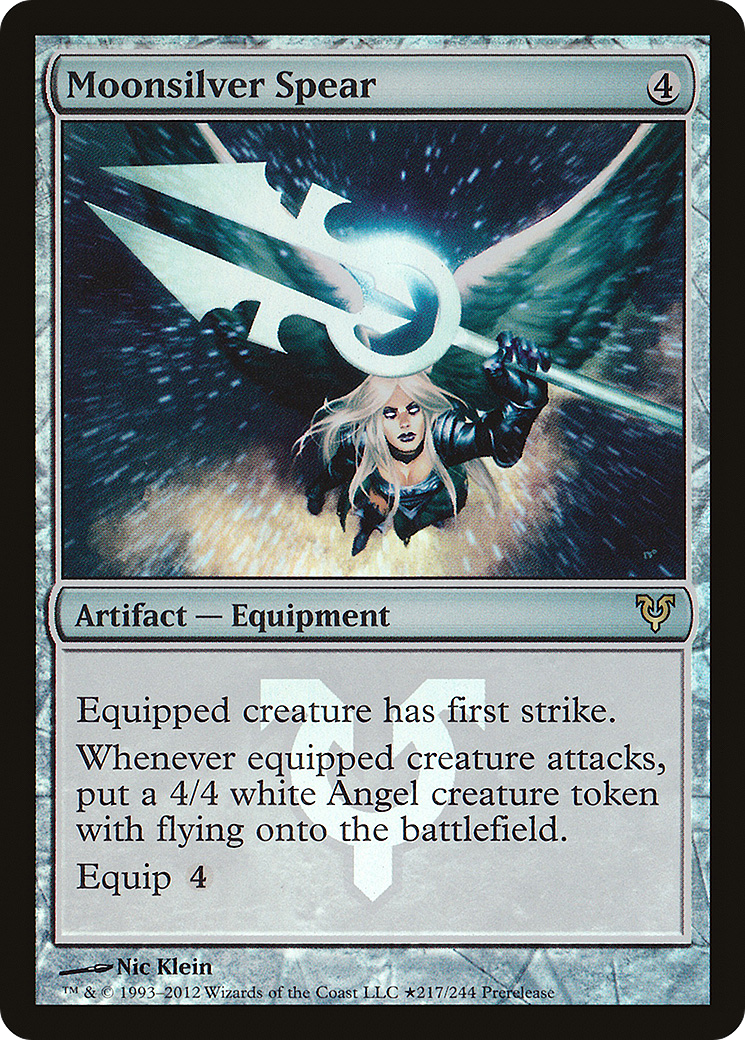 Moonsilver Spear 4
Artifact — Equipment
Equipped creature has first strike.
Whenever equipped creature attacks,
put a 4/4 white Angel creature token
with flying onto the battlefield.
Equip 4
Nic Klein
™ & © 1993–2012 Wizards of the Coast LLC ★217/244 Prerelease